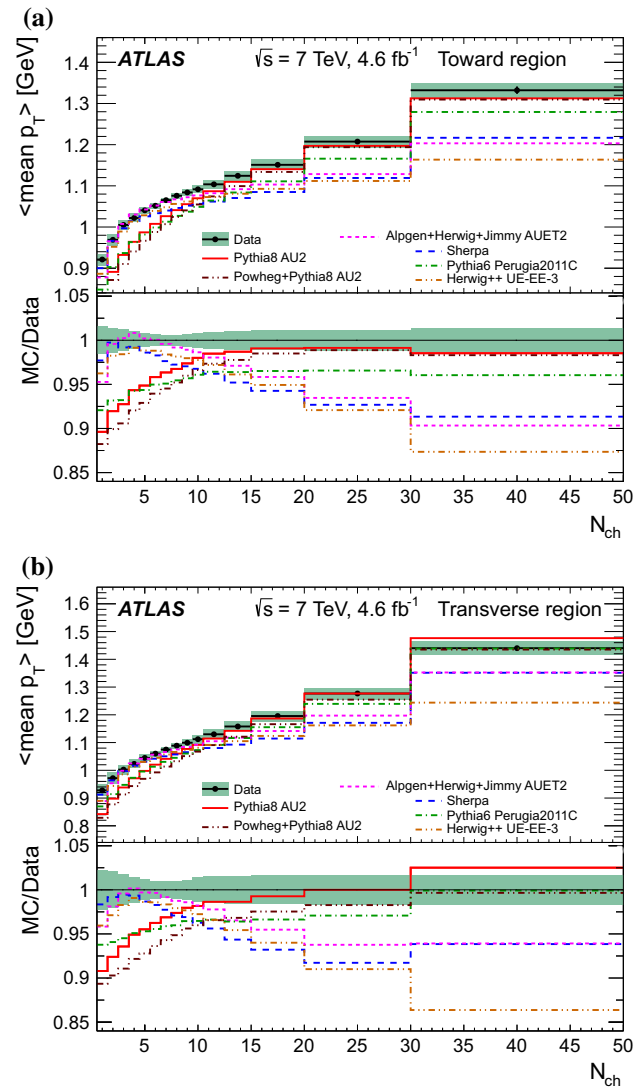 (a)
ATLAS √s = 7 TeV, 4.6 fb⁻¹ Toward region
<mean p_T> [GeV]
1.4
1.3
1.2
1.1
1
0.9
Data
Pythia8 AU2
Powheg+Pythia8 AU2
Alpgen+Herwig+Jimmy AUET2
Sherpa
Pythia6 Perugia2011C
Herwig++ UE-EE-3
MC/Data
1.05
1
0.95
0.9
0.85
5 10 15 20 25 30 35 40 45 50
N_ch
(b)
ATLAS √s = 7 TeV, 4.6 fb⁻¹ Transverse region
<mean p_T> [GeV]
1.6
1.5
1.4
1.3
1.2
1.1
1
0.9
0.8
Data
Pythia8 AU2
Powheg+Pythia8 AU2
Alpgen+Herwig+Jimmy AUET2
Sherpa
Pythia6 Perugia2011C
Herwig++ UE-EE-3
MC/Data
1.05
1
0.95
0.9
0.85
5 10 15 20 25 30 35 40 45 50
N_ch